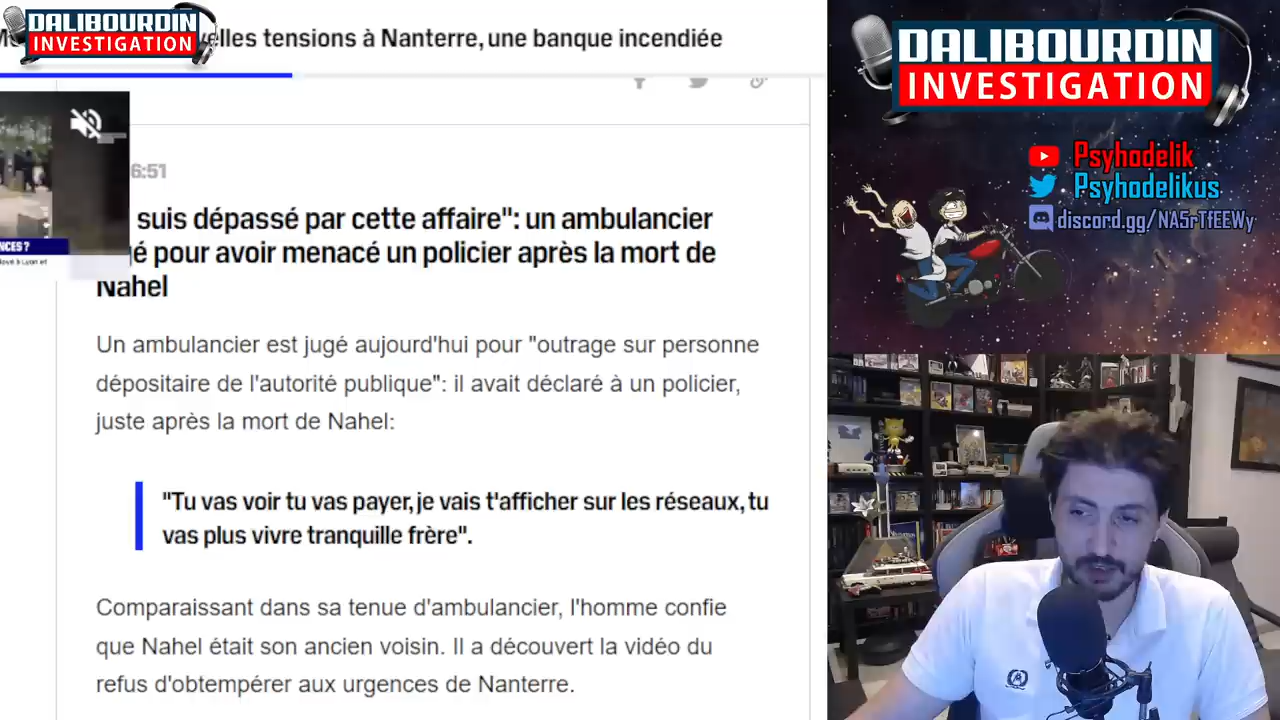 DALIBOURDIN
INVESTIGATION
elles tensions à Nanterre, une banque incendiée
6:51
suis dépassé par cette affaire": un ambulancier
é pour avoir menacé un policier après la mort de
Nahel
NCES ?
Un ambulancier est jugé aujourd'hui pour "outrage sur personne
dépositaire de l'autorité publique": il avait déclaré à un policier,
juste après la mort de Nahel:
"Tu vas voir tu vas payer, je vais t'afficher sur les réseaux, tu
vas plus vivre tranquille frère".
Comparaissant dans sa tenue d'ambulancier, l'homme confie
que Nahel était son ancien voisin. Il a découvert la vidéo du
refus d'obtempérer aux urgences de Nanterre.
DALIBOURDIN
INVESTIGATION
Psyhodelik
Psyhodelikus
discord.gg/NA5rTfEEWy